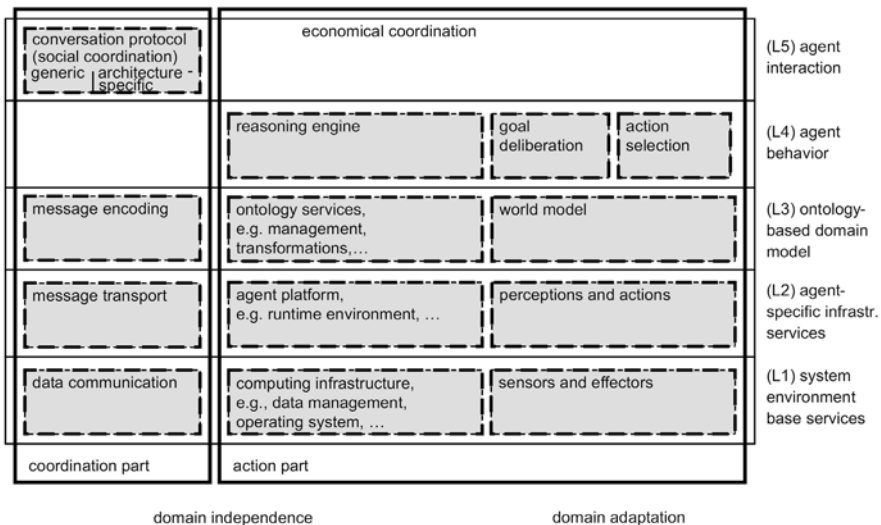 economical coordination
conversation protocol
(social coordination)
generic architecture -
specific
(L5) agent
interaction
reasoning engine
goal
deliberation
action
selection
(L4) agent
behavior
message encoding
ontology services,
e.g. management,
transformations,…
world model
(L3) ontology-
based domain
model
message transport
agent platform,
e.g. runtime environment, …
perceptions and actions
(L2) agent-
specific infrastr.
services
data communication
computing infrastructure,
e.g., data management,
operating system, …
sensors and effectors
(L1) system
environment
base services
coordination part
action part
domain independence
domain adaptation